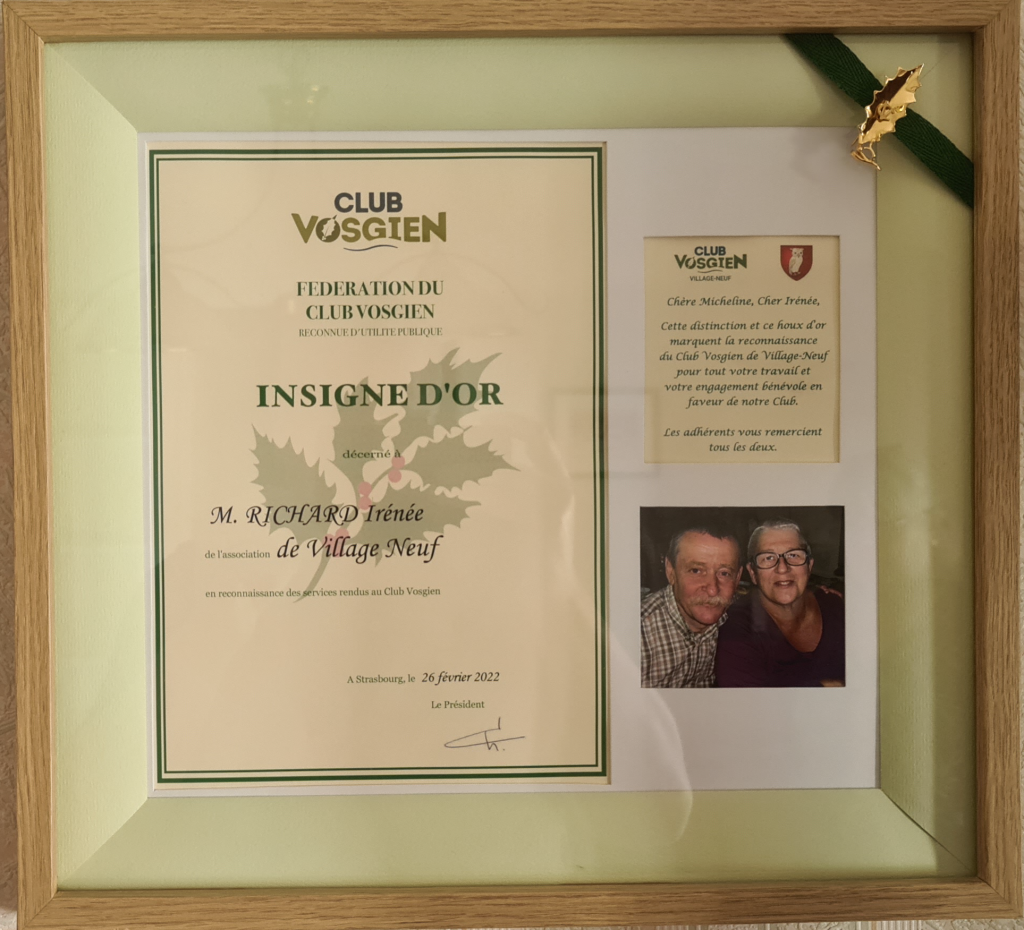 CLUB
VOSGIEN
FEDERATION DU
CLUB VOSGIEN
RECONNUE D'UTILITE PUBLIQUE
INSIGNE D'OR
décerné à
M. RICHARD Irénée
de l'association de Village Neuf
en reconnaissance des services rendus au Club Vosgien
A Strasbourg, le 26 février 2022
Le Président
CLUB
VOSGIEN
VILLAGE-NEUF
Chère Micheline, Cher Irénée,
Cette distinction et ce houx d'or
marquent la reconnaissance
du Club Vosgien de Village-Neuf
pour tout votre travail et
votre engagement bénévole en
faveur de notre Club.
Les adhérents vous remercient
tous les deux.